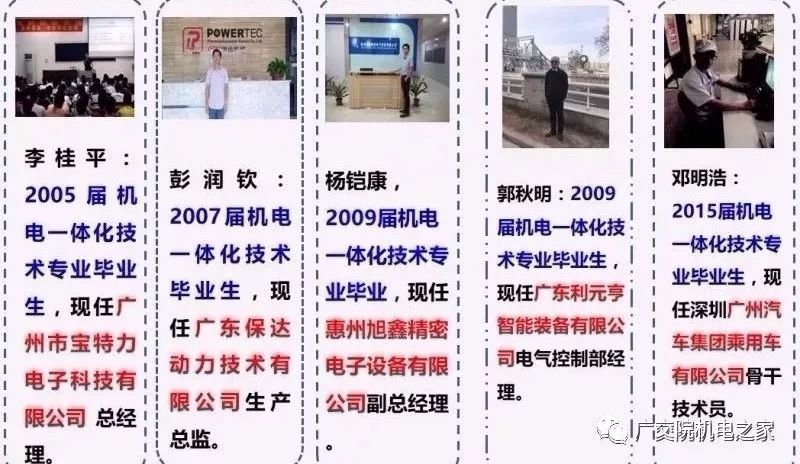 李桂平：
2005届机
电一体化技
术专业毕业
生，现任广
州市宝特力
电子科技有
限公司 总经
理。
POWERTEC
彭润钦：
2007届机电
一体化技术
毕业生，现
任广东保达
动力技术有
限公司生产
总监。
杨铠康，
2009届机电
一体化技术专
业毕业，现任
惠州旭鑫精密
电子设备有限
公司副总经理
。
郭秋明：2009
届机电一体化技
术专业毕业生，
现任广东利元亨
智能装备有限公
司电气控制部经
理。
邓明浩：
2015届机电
一体化技术专
业毕业生，现
任深圳广州汽
车集团乘用车
有限公司骨干
技术员。
广交院机电之家